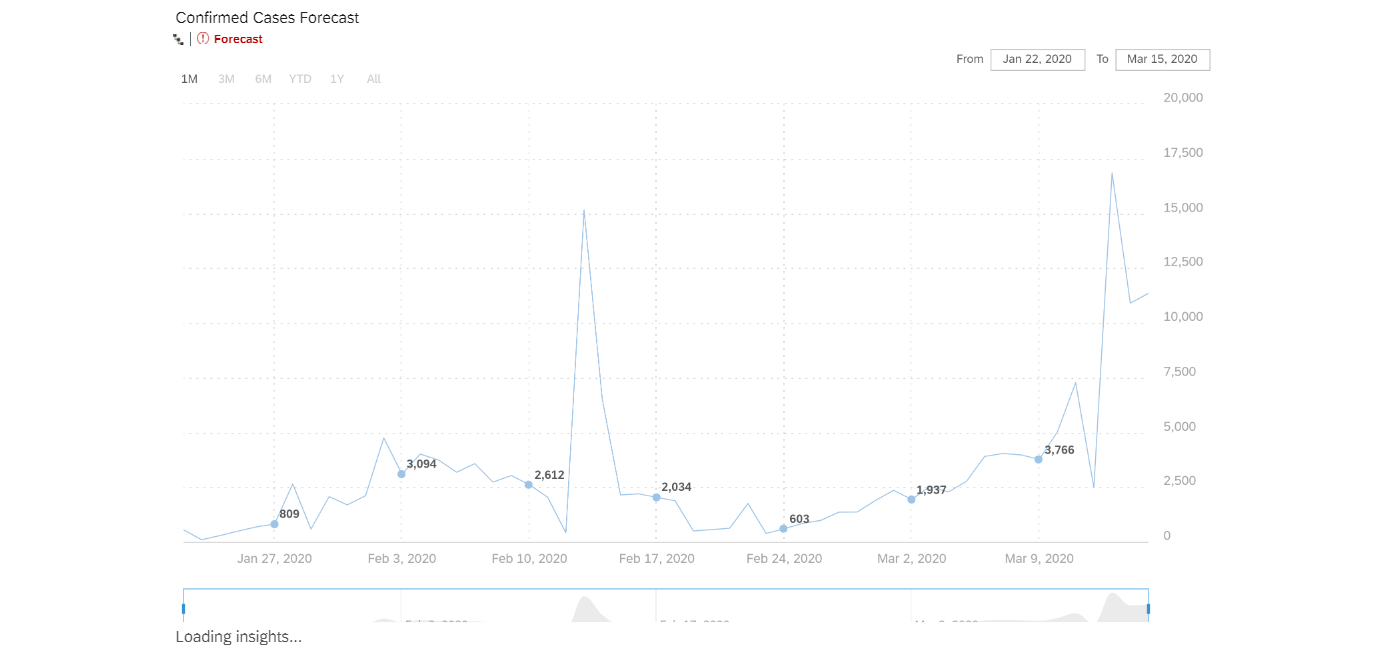 Confirmed Cases Forecast
Forecast
From Jan 22, 2020 To Mar 15, 2020
1M 3M 6M YTD 1Y All
20,000
17,500
15,000
12,500
10,000
7,500
5,000
2,500
0
809
3,094
2,612
2,034
603
1,937
3,766
Jan 27, 2020 Feb 3, 2020 Feb 10, 2020 Feb 17, 2020 Feb 24, 2020 Mar 2, 2020 Mar 9, 2020
Loading insights...